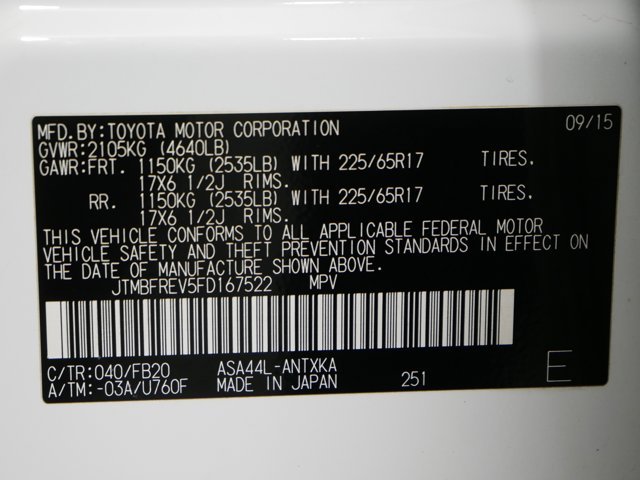 MFD.BY:TOYOTA MOTOR CORPORATION 09/15
GVWR:2105KG (4640LB)
GAWR:FRT. 1150KG (2535LB) WITH 225/65R17 TIRES.
17X6 1/2J RIMS.
RR. 1150KG (2535LB) WITH 225/65R17 TIRES.
17X6 1/2J RIMS.
THIS VEHICLE CONFORMS TO ALL APPLICABLE FEDERAL MOTOR
VEHICLE SAFETY AND THEFT PREVENTION STANDARDS IN EFFECT ON
THE DATE OF MANUFACTURE SHOWN ABOVE.
JTMBFREV5FD167522 MPV
C/TR:040/FB20 ASA44L-ANTXKA
A/TM:-03A/U760F MADE IN JAPAN 251 E